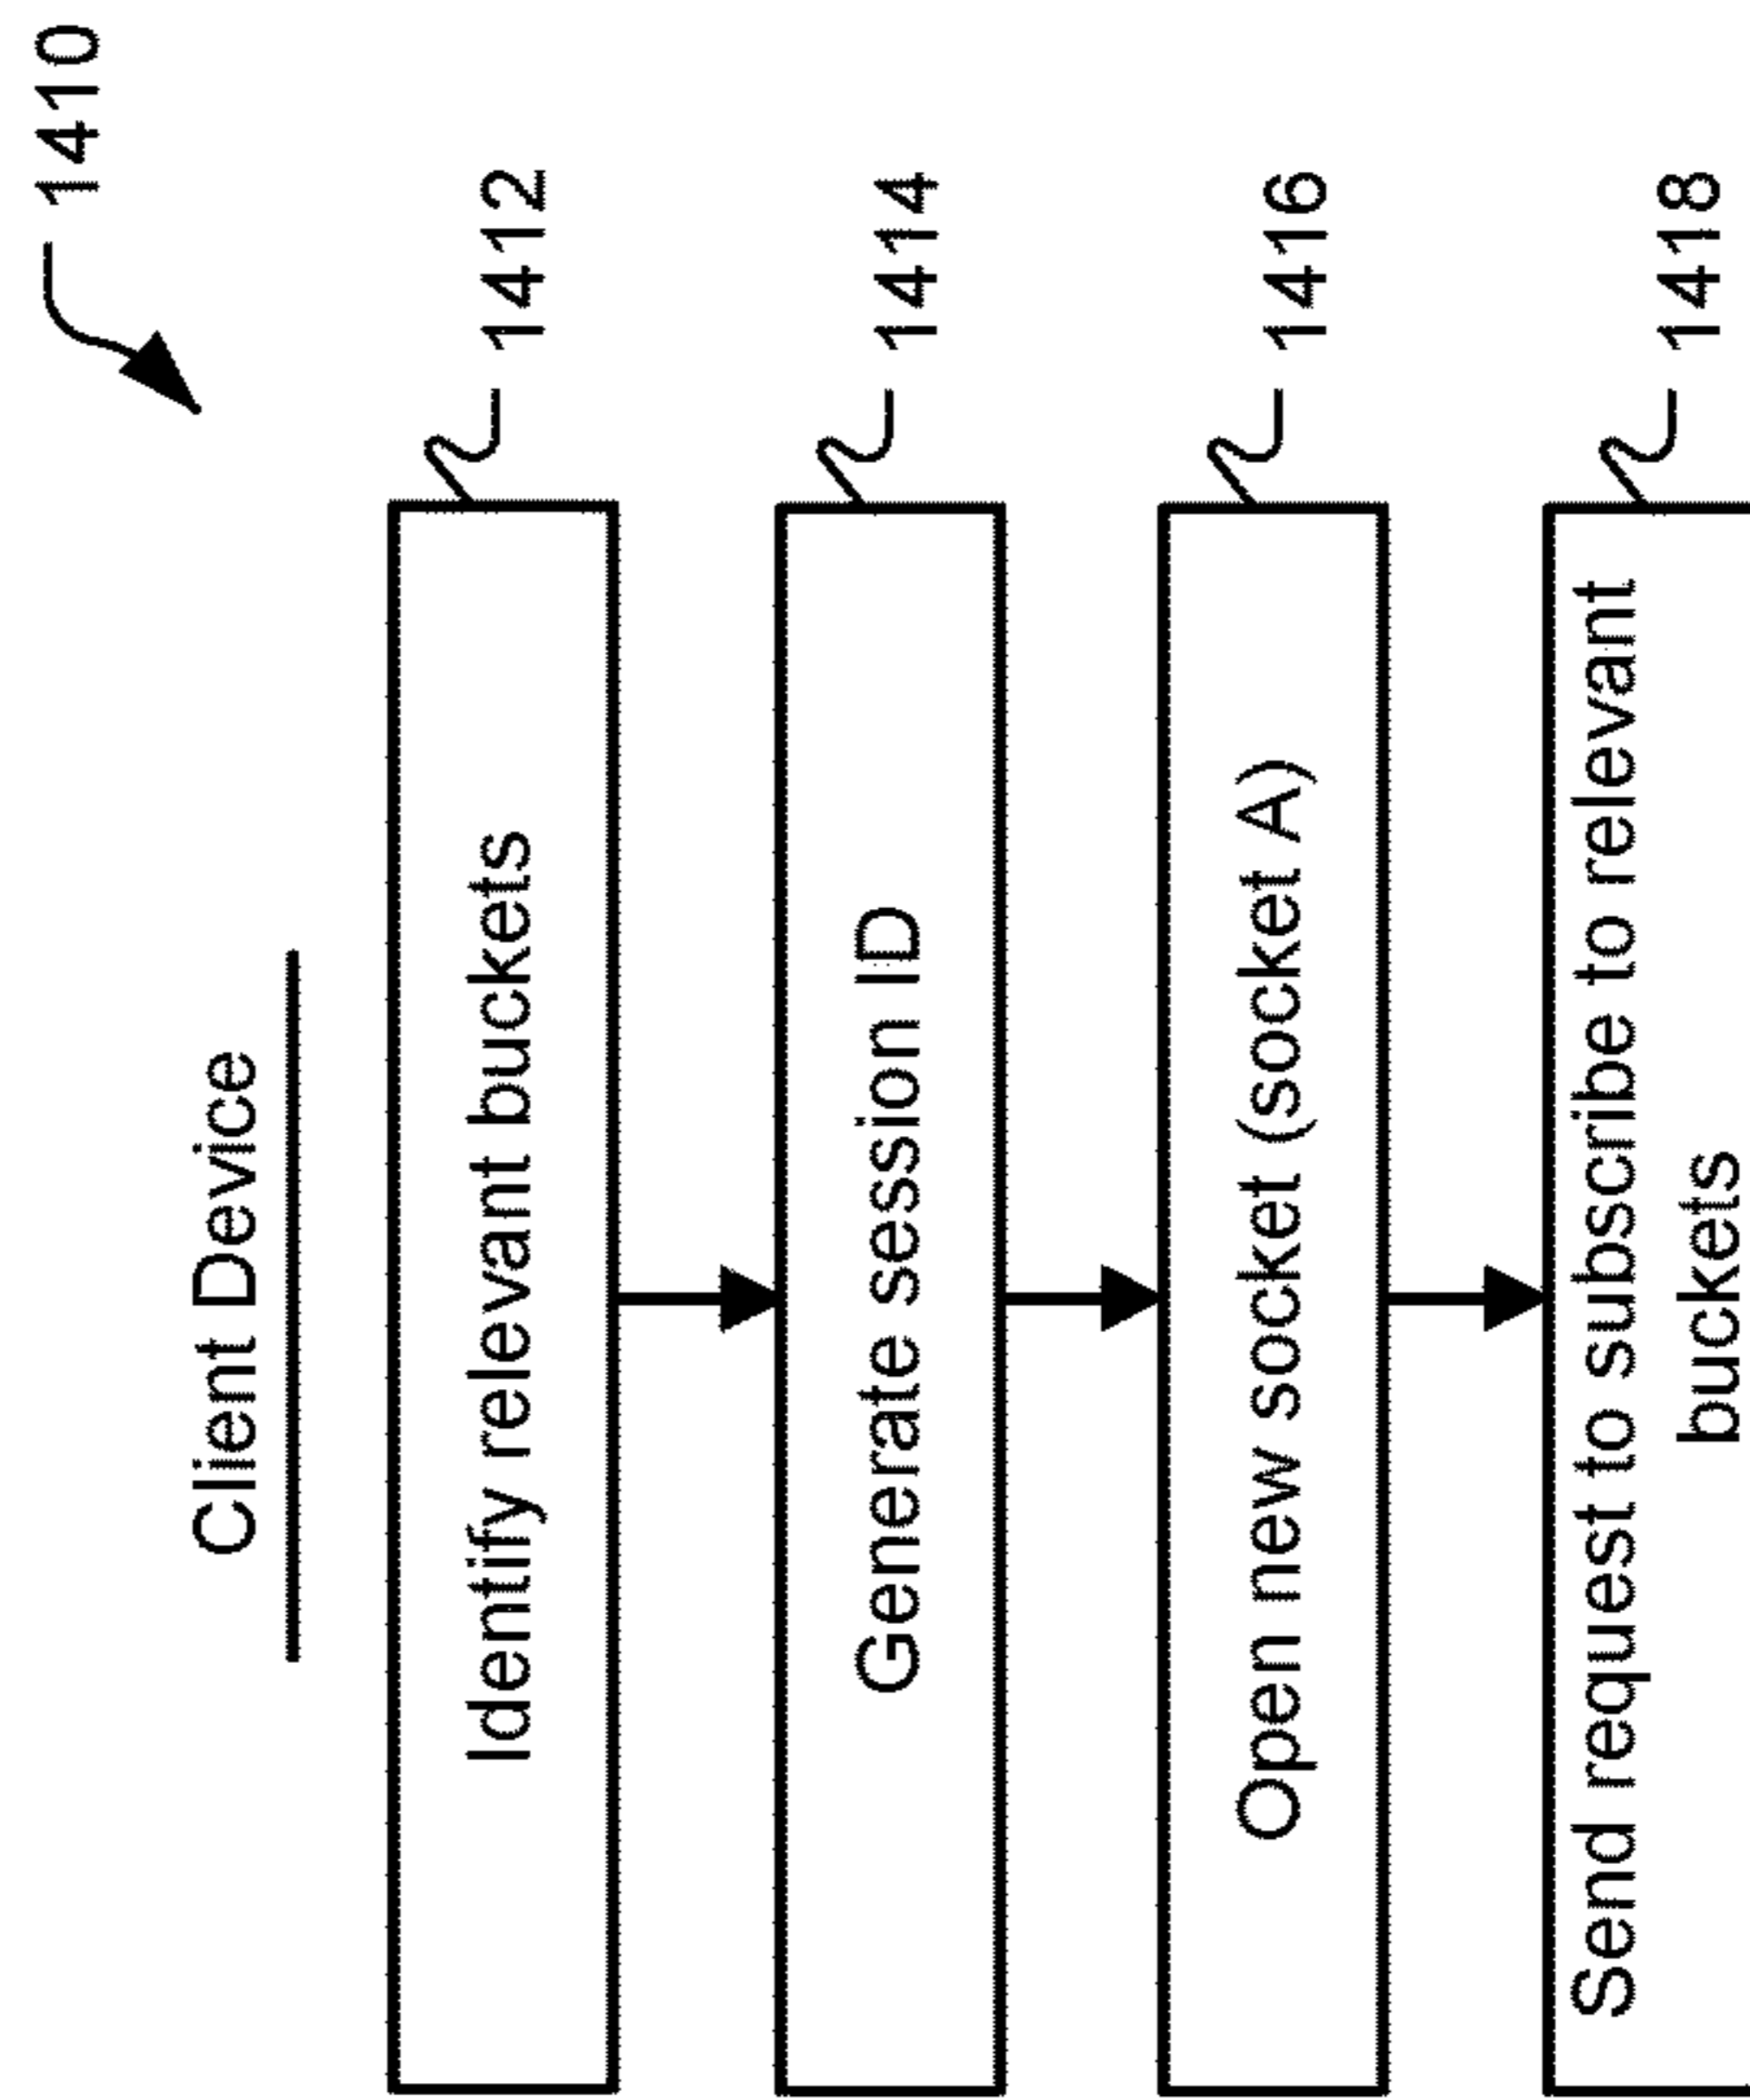 1410
Client Device
Identify relevant buckets
1412
Generate session ID
1414
Open new socket (socket A)
1416
Send request to subscribe to relevant
buckets
1418